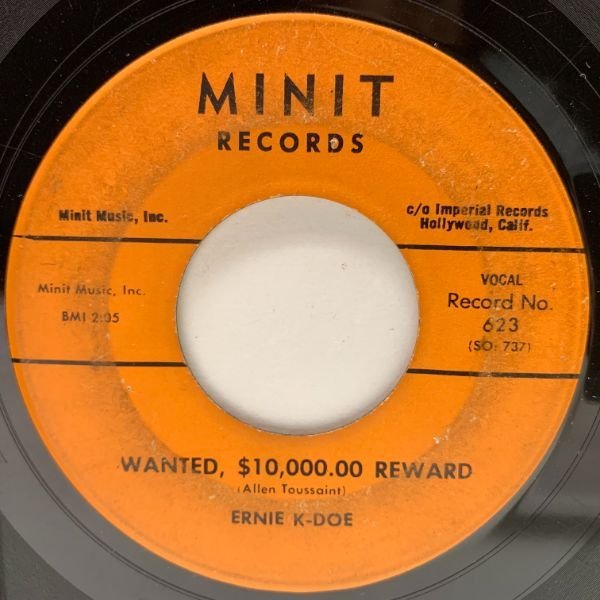 MINIT
RECORDS
Minit Music, Inc.
c/o Imperial Records
Hollywood, Calif.
Minit Music, Inc.
BMI 2:05
VOCAL
Record No.
623
(SO- 737)
WANTED, $10,000.00 REWARD
(Allen Toussaint)
ERNIE K-DOE